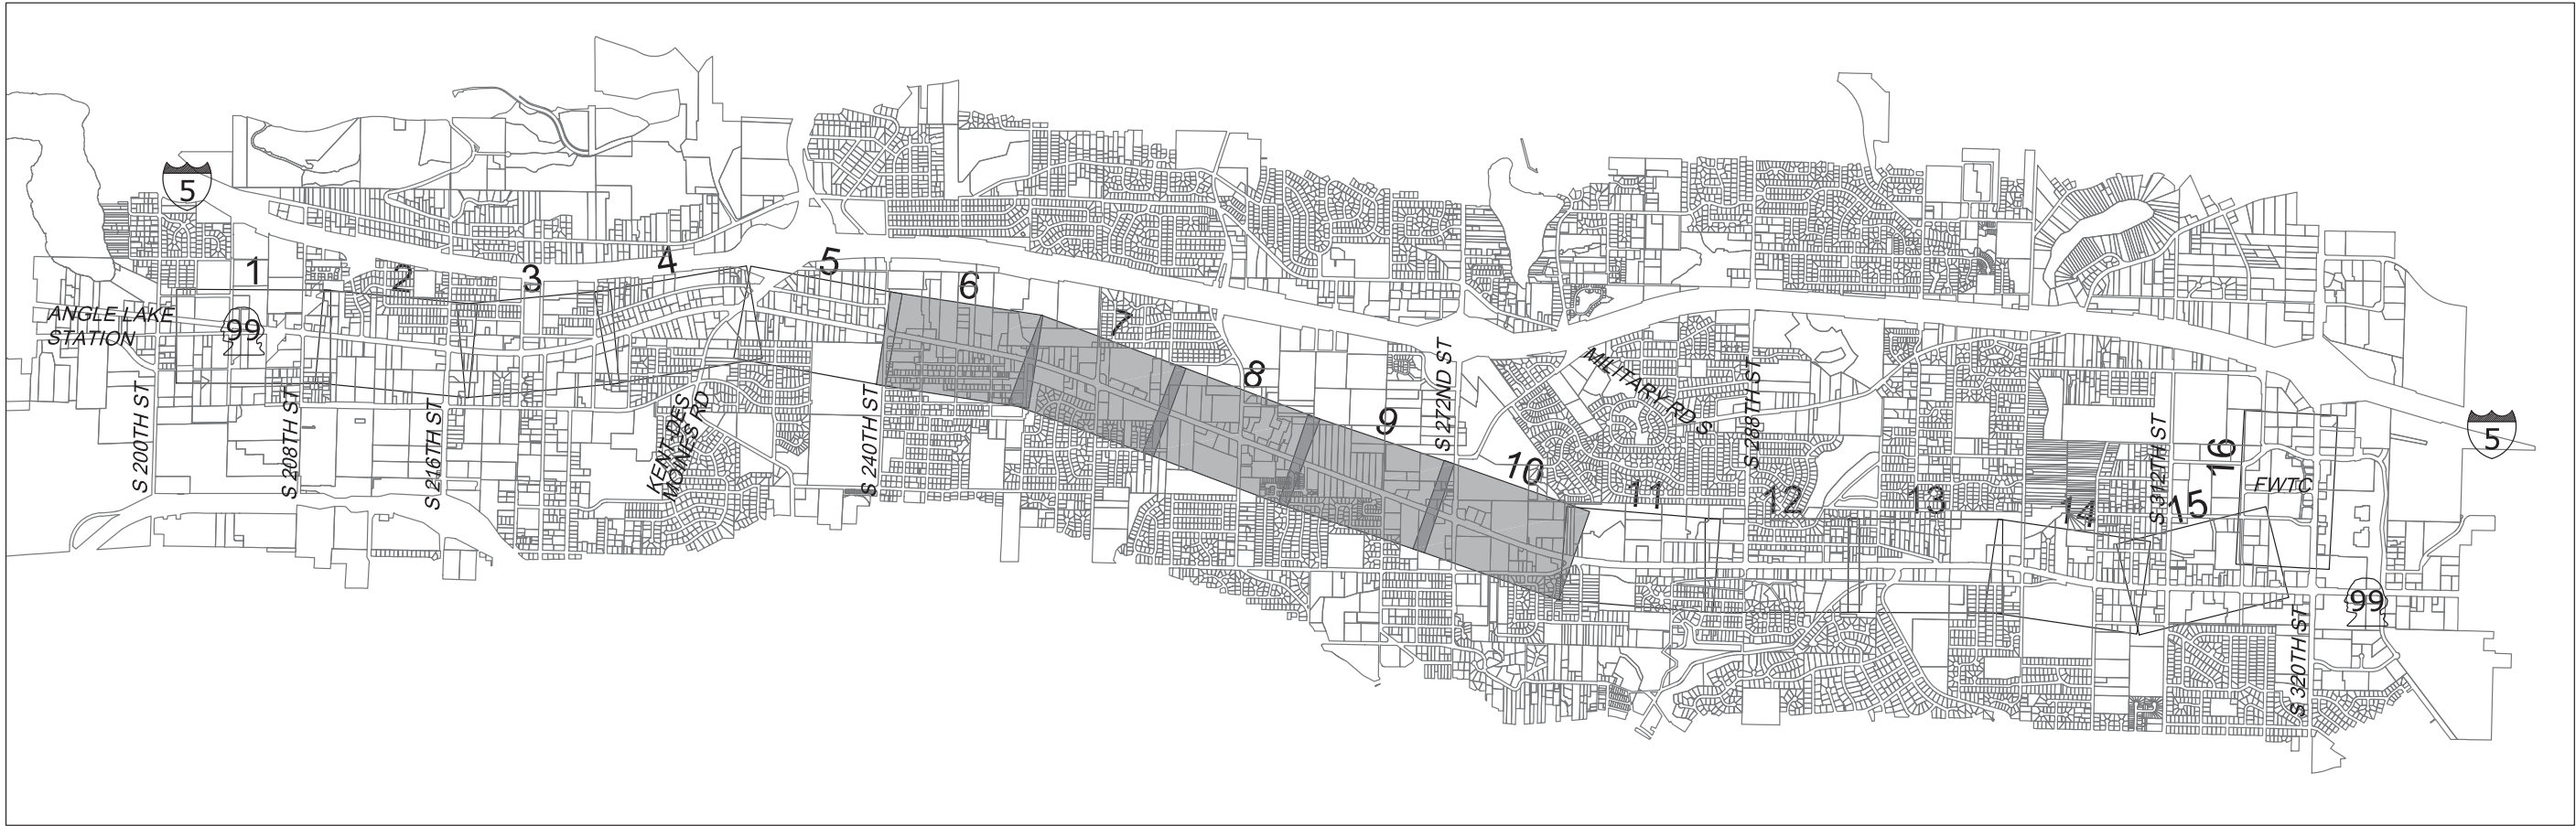 5
1
2
3
4
5
6
7
8
9
10
11
12
13
14
15
16
ANGLE LAKE
STATION
99
S 200TH ST
S 208TH ST
S 216TH ST
KENT-DES
MOINES RD
S 240TH ST
S 272ND ST
MILITARY RD S
S 288TH ST
S 312TH ST
FWTC
S 320TH ST
99
5